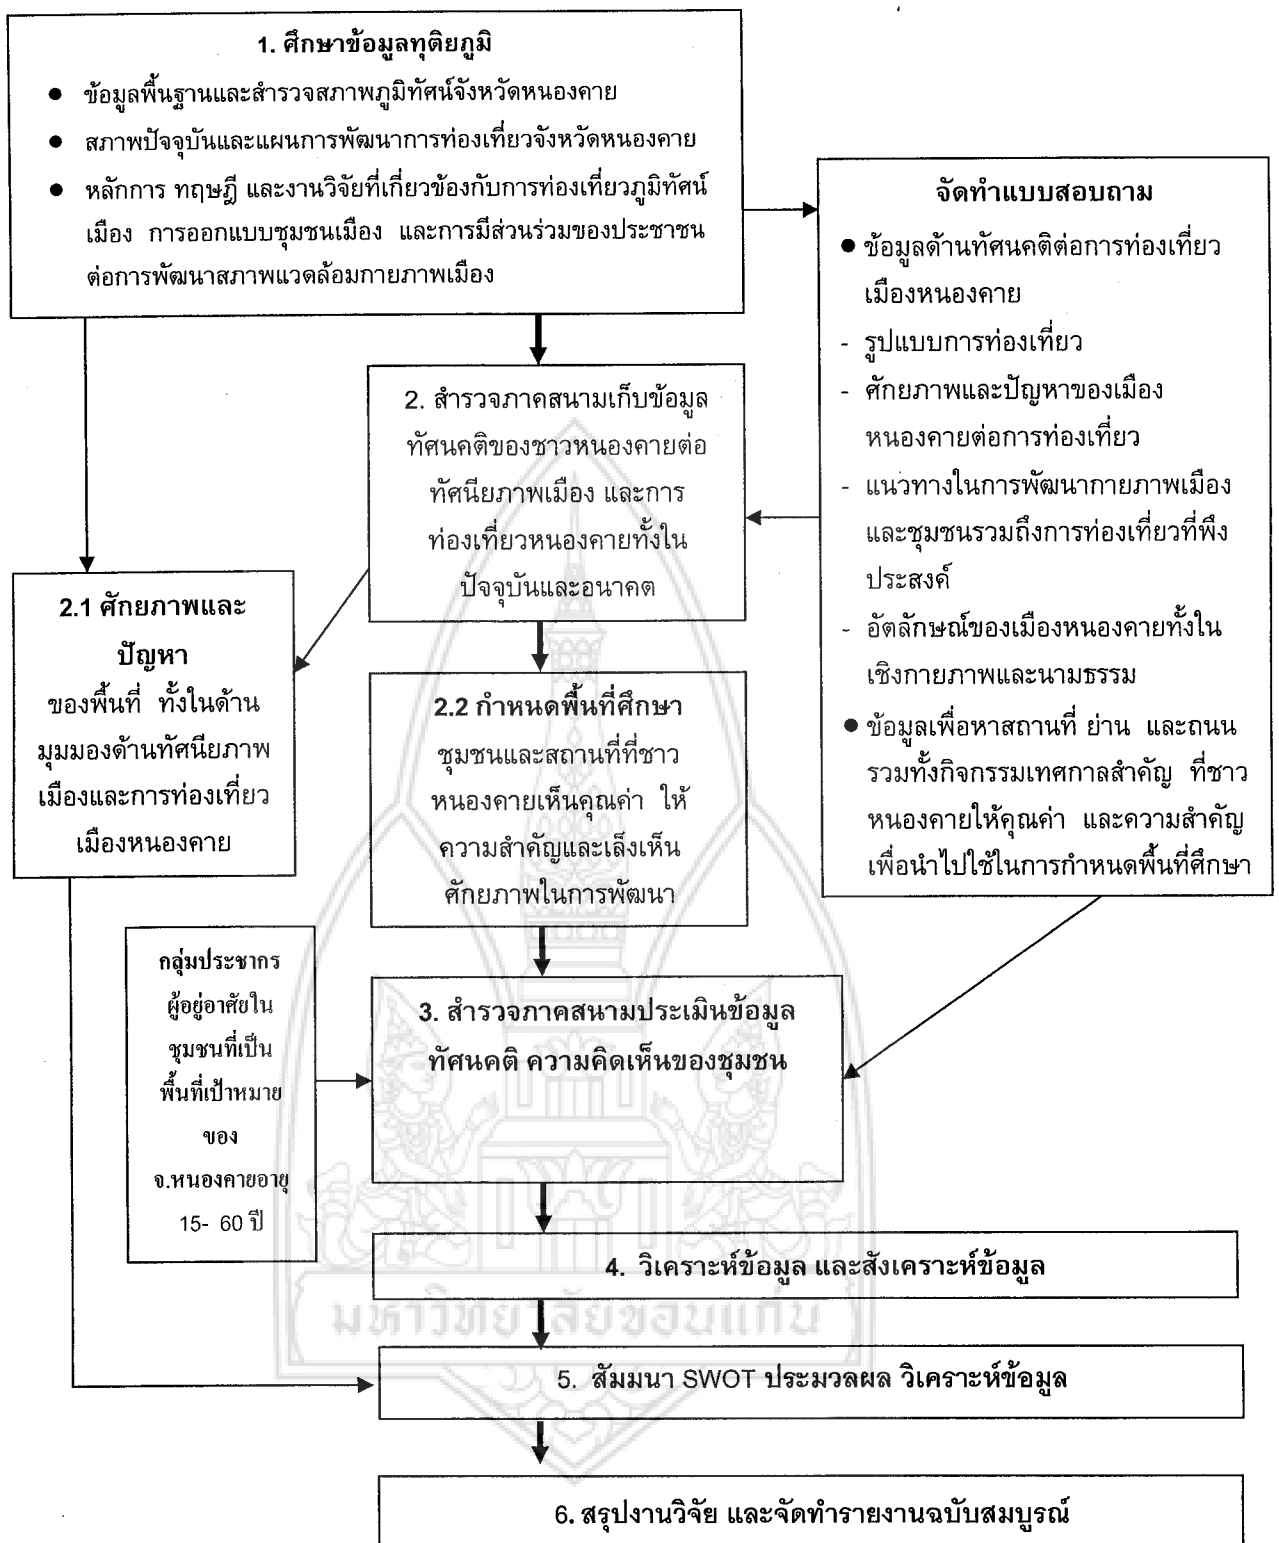 1. ศึกษาข้อมูลทุติยภูมิ
● ข้อมูลพื้นฐานและสำรวจสภาพภูมิทัศน์จังหวัดหนองคาย
● สภาพปัจจุบันและแผนการพัฒนาการท่องเที่ยวจังหวัดหนองคาย
● หลักการ ทฤษฎี และงานวิจัยที่เกี่ยวข้องกับการท่องเที่ยวภูมิทัศน์
เมือง การออกแบบชุมชนเมือง และการมีส่วนร่วมของประชาชน
ต่อการพัฒนาสภาพแวดล้อมกายภาพเมือง
จัดทำแบบสอบถาม
● ข้อมูลด้านทัศนคติต่อการท่องเที่ยว
เมืองหนองคาย
- รูปแบบการท่องเที่ยว
- ศักยภาพและปัญหาของเมือง
หนองคายต่อการท่องเที่ยว
- แนวทางในการพัฒนากายภาพเมือง
และชุมชนรวมถึงการท่องเที่ยวที่พึง
ประสงค์
- อัตลักษณ์ของเมืองหนองคายทั้งใน
เชิงกายภาพและนามธรรม
● ข้อมูลเพื่อหาสถานที่ ย่าน และถนน
รวมทั้งกิจกรรมเทศกาลสำคัญ ที่ชาว
หนองคายให้คุณค่า และความสำคัญ
เพื่อนำไปใช้ในการกำหนดพื้นที่ศึกษา
2. สำรวจภาคสนามเก็บข้อมูล
ทัศนคติของชาวหนองคายต่อ
ทัศนียภาพเมือง และการ
ท่องเที่ยวหนองคายทั้งใน
ปัจจุบันและอนาคต
2.1 ศักยภาพและ
ปัญหา
ของพื้นที่ ทั้งในด้าน
มุมมองด้านทัศนียภาพ
เมืองและการท่องเที่ยว
เมืองหนองคาย
2.2 กำหนดพื้นที่ศึกษา
ชุมชนและสถานที่ที่ชาว
หนองคายเห็นคุณค่า ให้
ความสำคัญและเล็งเห็น
ศักยภาพในการพัฒนา
กลุ่มประชากร
ผู้อยู่อาศัยใน
ชุมชนที่เป็น
พื้นที่เป้าหมาย
ของ
จ.หนองคายอายุ
15- 60 ปี
3. สำรวจภาคสนามประเมินข้อมูล
ทัศนคติ ความคิดเห็นของชุมชน
4. วิเคราะห์ข้อมูล และสังเคราะห์ข้อมูล
มหาวิทยาลัยขอนแก่น
5. สัมมนา SWOT ประมวลผล วิเคราะห์ข้อมูล
6. สรุปงานวิจัย และจัดทำรายงานฉบับสมบูรณ์